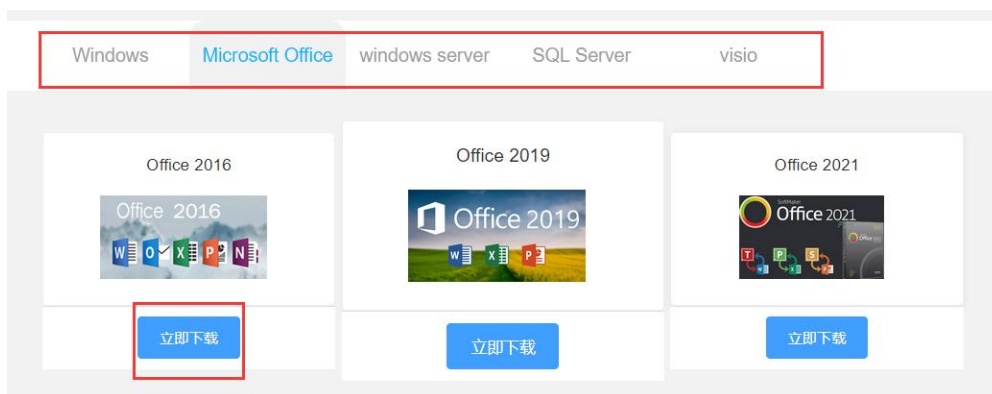 Windows Microsoft Office windows server SQL Server visio
Office 2016 Office 2019 Office 2021
Office 2016
W O X P N
Office 2019
W X P
SoftMaker
Office 2021
T P S
立即下载 立即下载 立即下载